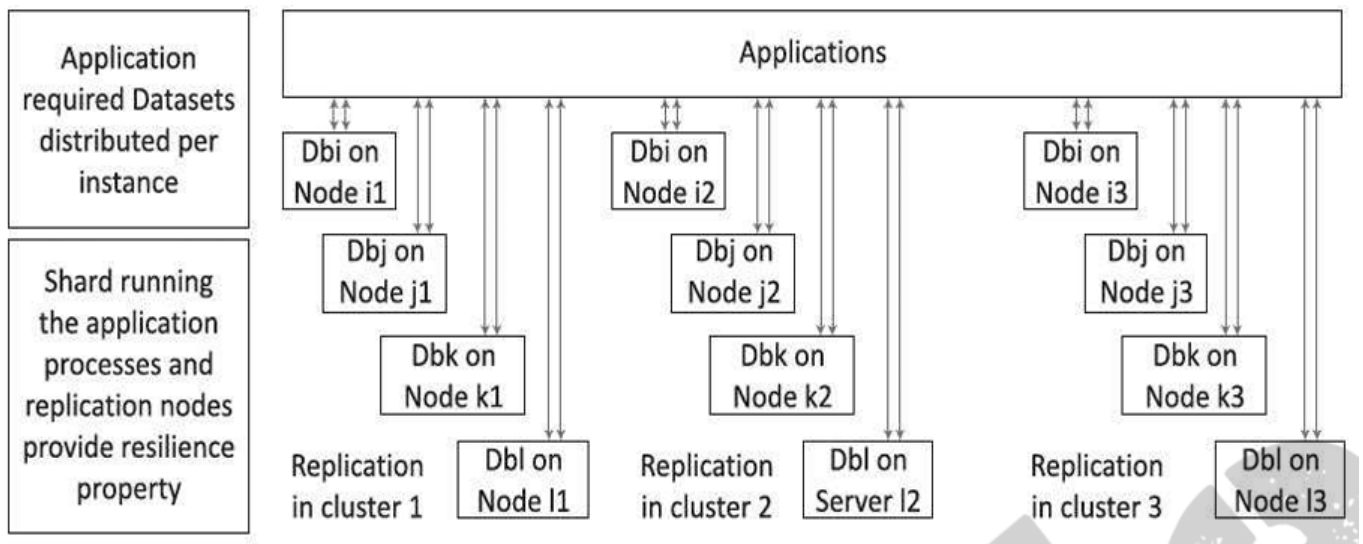 Application
required Datasets
distributed per
instance
Shard running
the application
processes and
replication nodes
provide resilience
property
Applications
Dbi on
Node i1
Dbj on
Node j1
Dbk on
Node k1
Dbl on
Node l1
Replication
in cluster 1
Dbi on
Node i2
Dbj on
Node j2
Dbk on
Node k2
Dbl on
Server l2
Replication
in cluster 2
Dbi on
Node i3
Dbj on
Node j3
Dbk on
Node k3
Dbl on
Node l3
Replication
in cluster 3